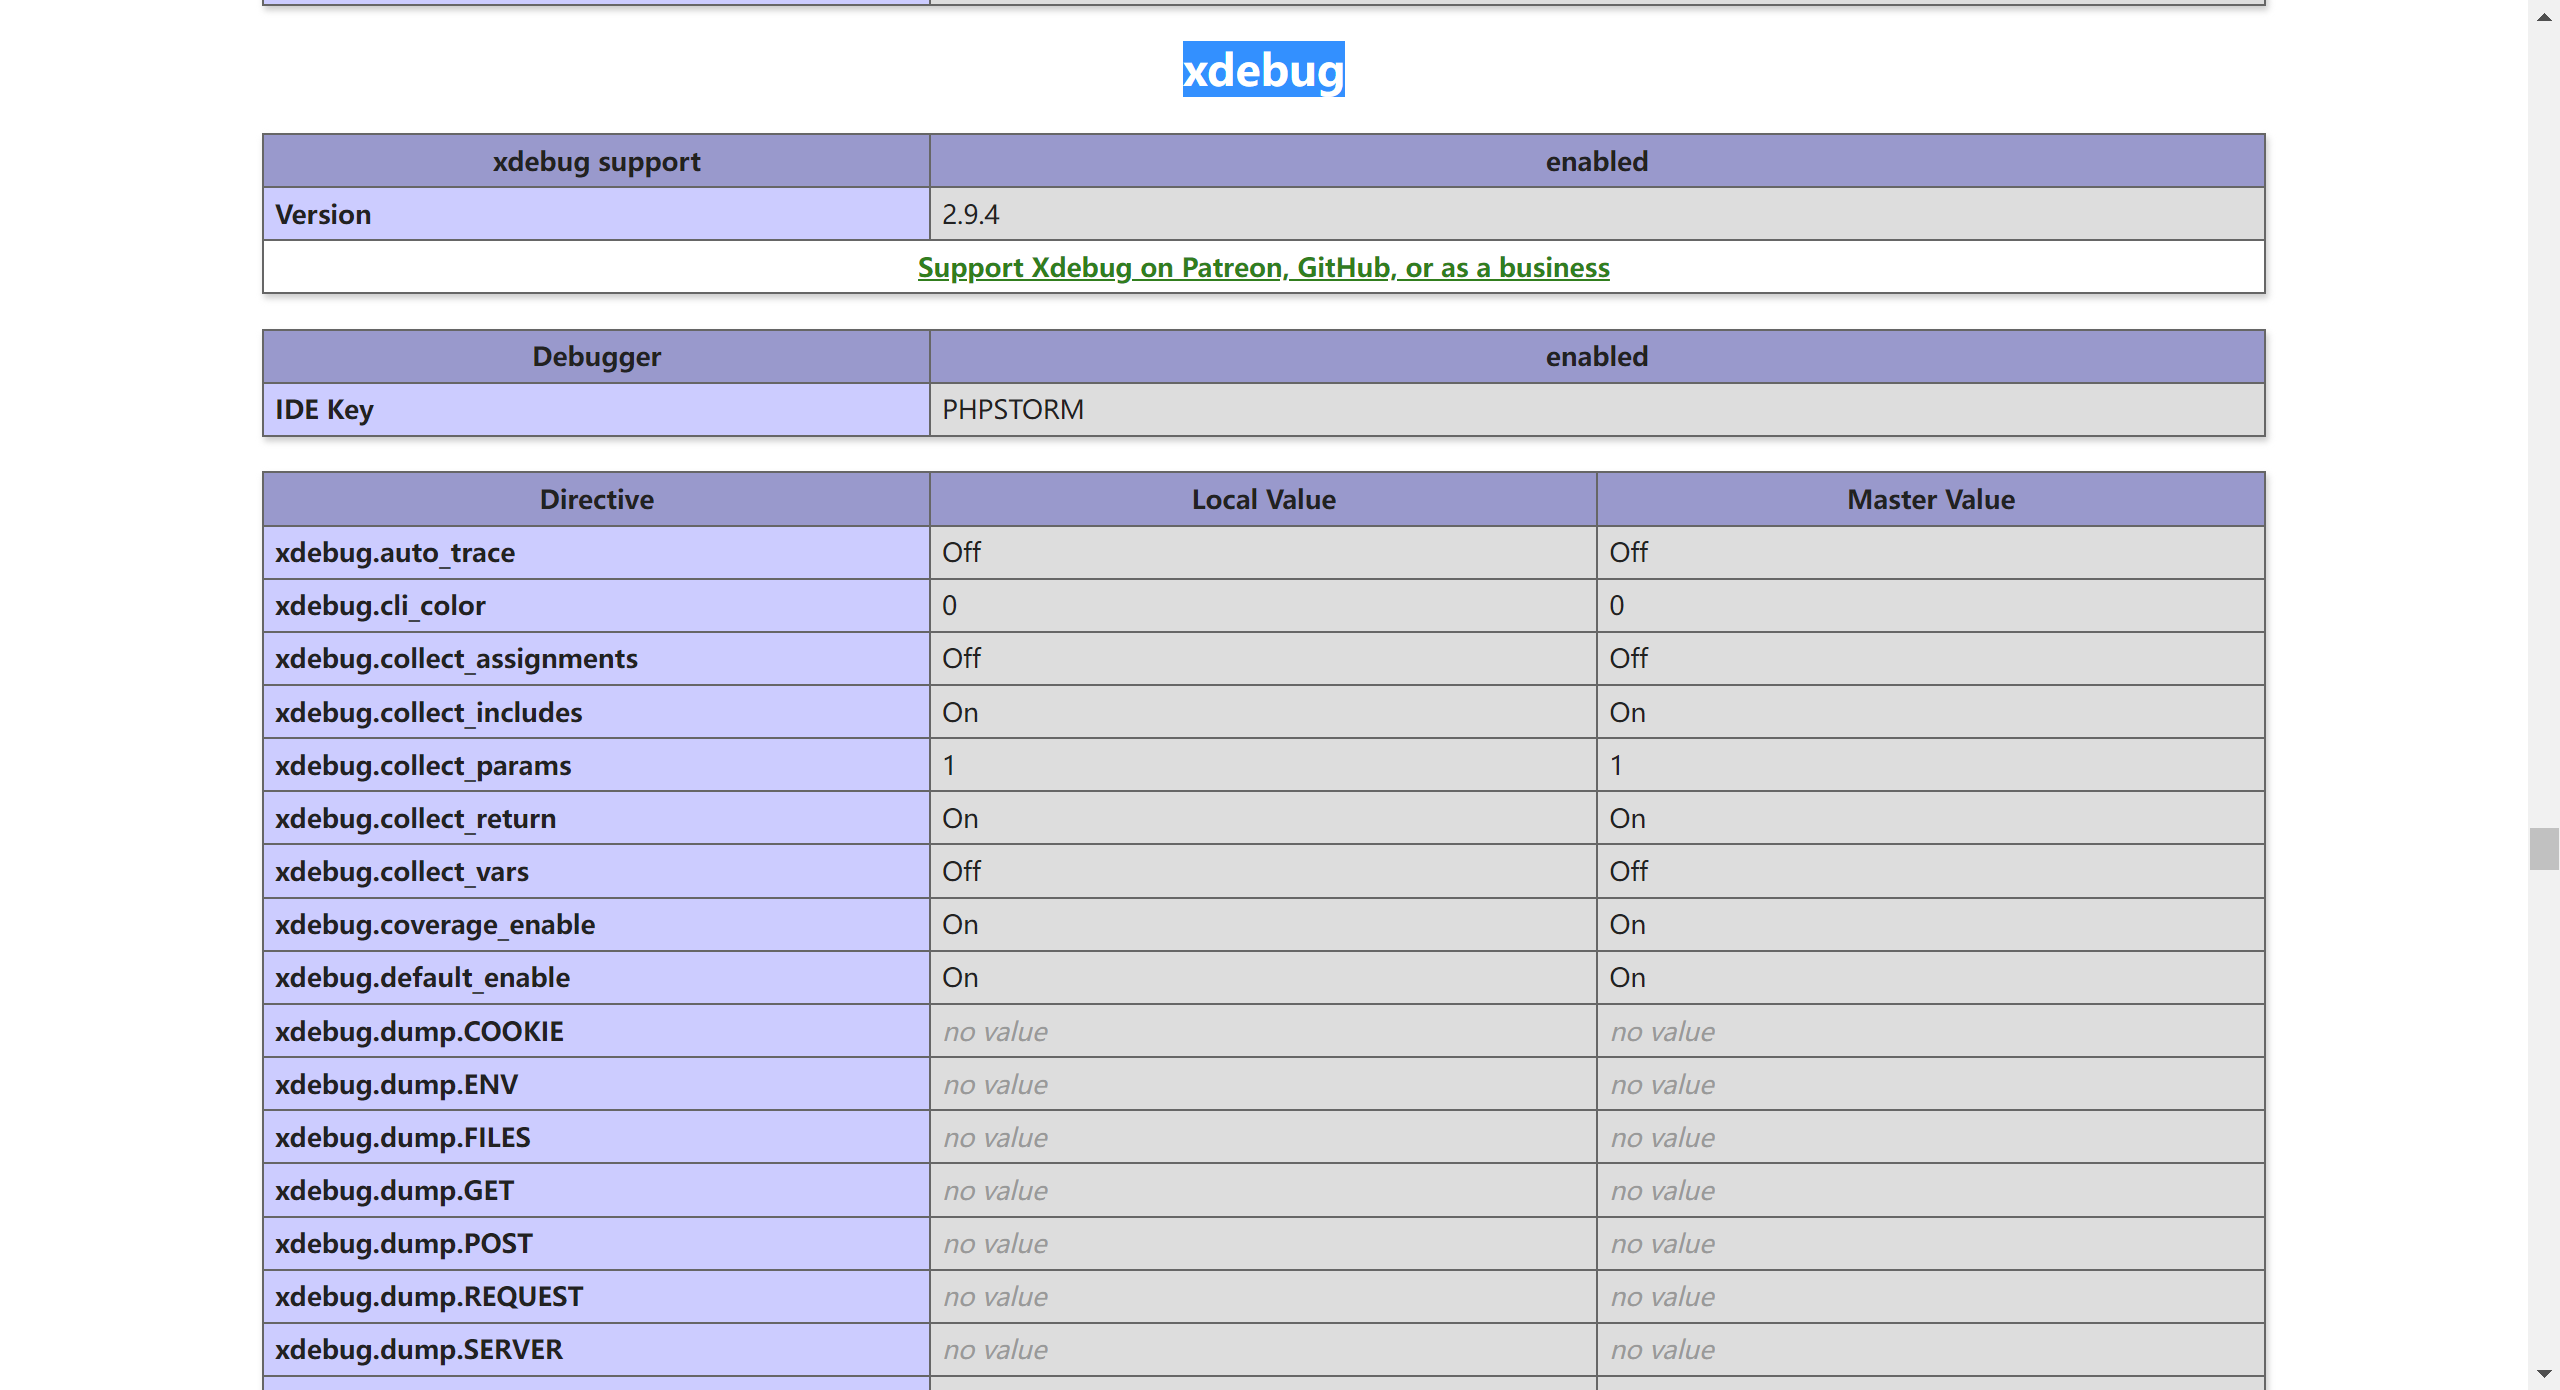 xdebug
xdebug support enabled
Version 2.9.4
Support Xdebug on Patreon, GitHub, or as a business
Debugger enabled
IDE Key PHPSTORM
Directive Local Value Master Value
xdebug.auto_trace Off Off
xdebug.cli_color 0 0
xdebug.collect_assignments Off Off
xdebug.collect_includes On On
xdebug.collect_params 1 1
xdebug.collect_return On On
xdebug.collect_vars Off Off
xdebug.coverage_enable On On
xdebug.default_enable On On
xdebug.dump.COOKIE no value no value
xdebug.dump.ENV no value no value
xdebug.dump.FILES no value no value
xdebug.dump.GET no value no value
xdebug.dump.POST no value no value
xdebug.dump.REQUEST no value no value
xdebug.dump.SERVER no value no value